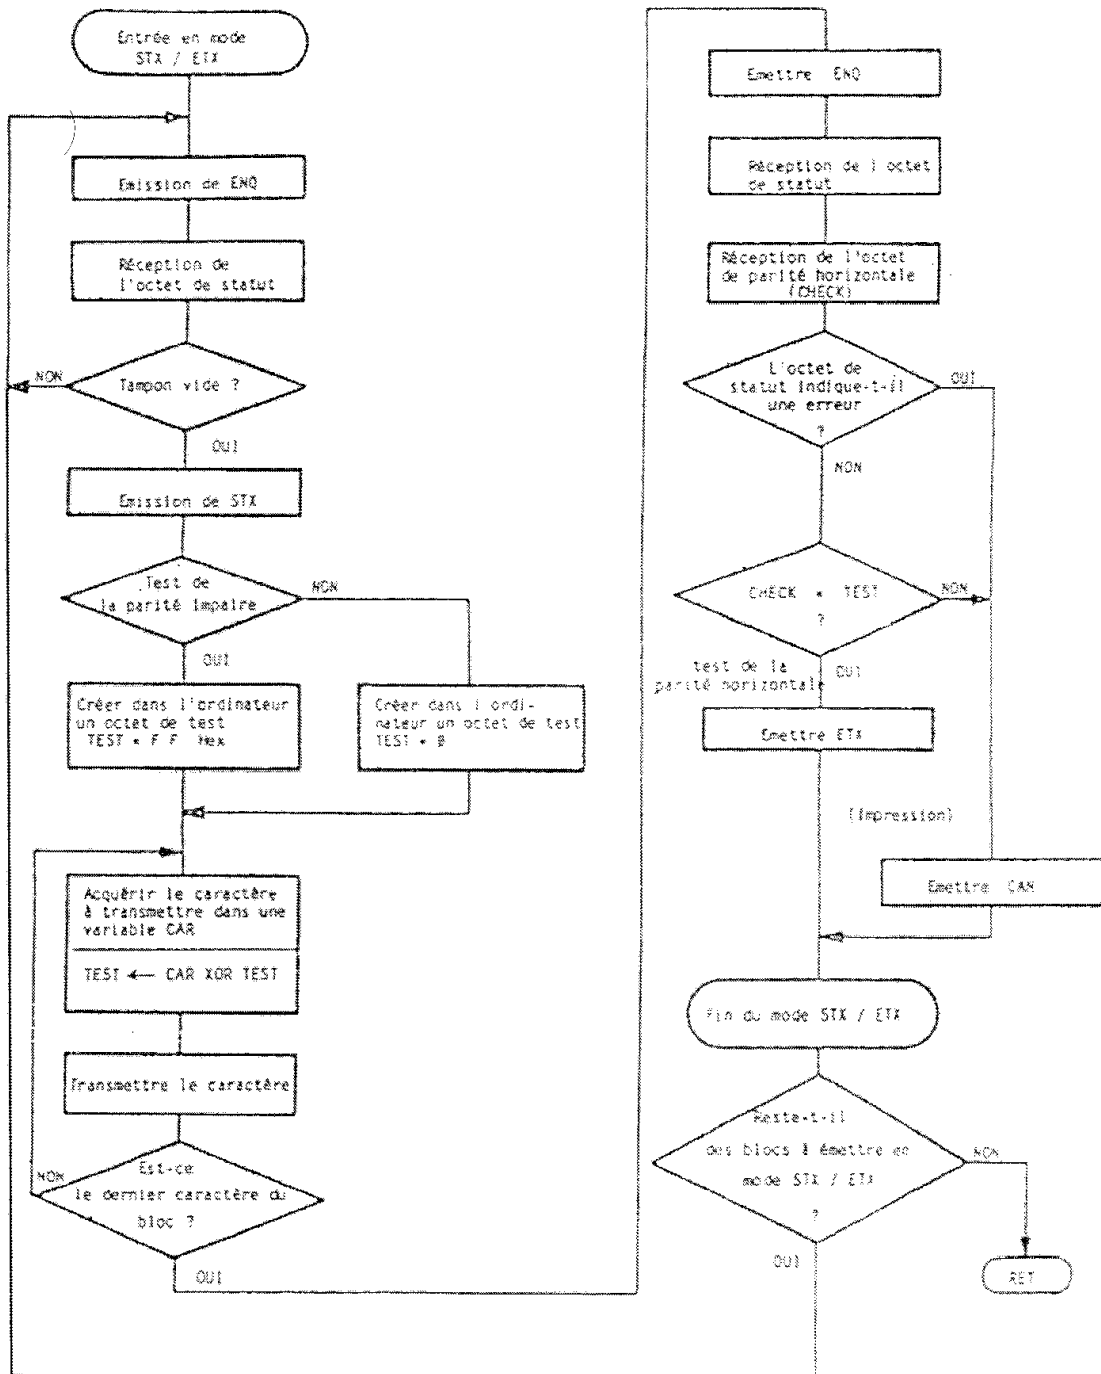 Entrée en mode
STX / ETX
Emission de ENQ
Réception de
l'octet de statut
NON
Tampon vide ?
OUI
Emission de STX
Test de
la parité impaire
NON
OUI
Créer dans l'ordinateur
un octet de test
TEST = F F Hex
Créer dans l'ordi-
nateur un octet de test
TEST = 0
Acquérir le caractère
à transmettre dans une
variable CAR
TEST ← CAR XOR TEST
Transmettre le caractère
NON
Est-ce
le dernier caractère du
bloc ?
OUI
Emettre ENQ
Réception de l'octet
de statut
Réception de l'octet
de parité horizontale
(CHECK)
L'octet de
statut indique-t-il
une erreur
?
OUI
NON
CHECK = TEST
?
NON
OUI
test de la
parité horizontale
Emettre ETX
(Impression)
Emettre CAN
Fin du mode STX / ETX
Reste-t-il
des blocs à émettre en
mode STX / ETX
?
NON
OUI
RET